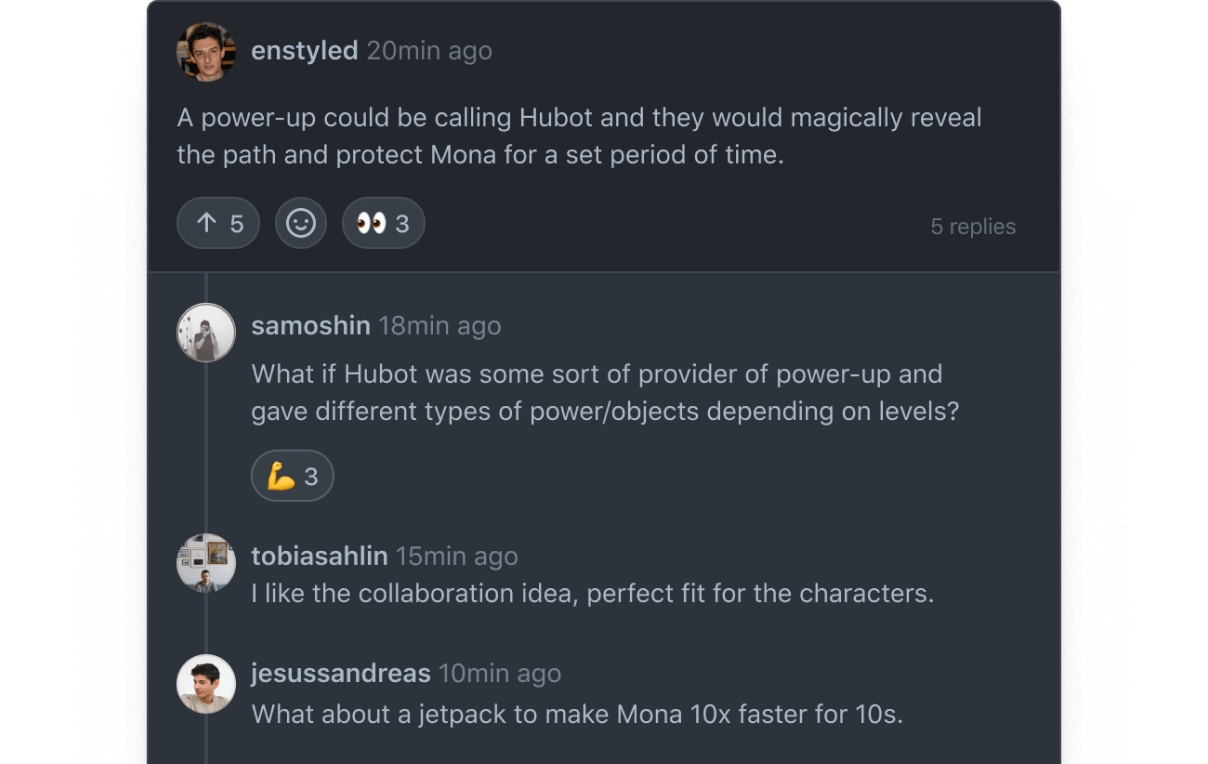 enstyled 20min ago
A power-up could be calling Hubot and they would magically reveal
the path and protect Mona for a set period of time.
↑ 5 3 5 replies
samoshin 18min ago
What if Hubot was some sort of provider of power-up and
gave different types of power/objects depending on levels?
3
tobiasahlin 15min ago
I like the collaboration idea, perfect fit for the characters.
jesussandreas 10min ago
What about a jetpack to make Mona 10x faster for 10s.